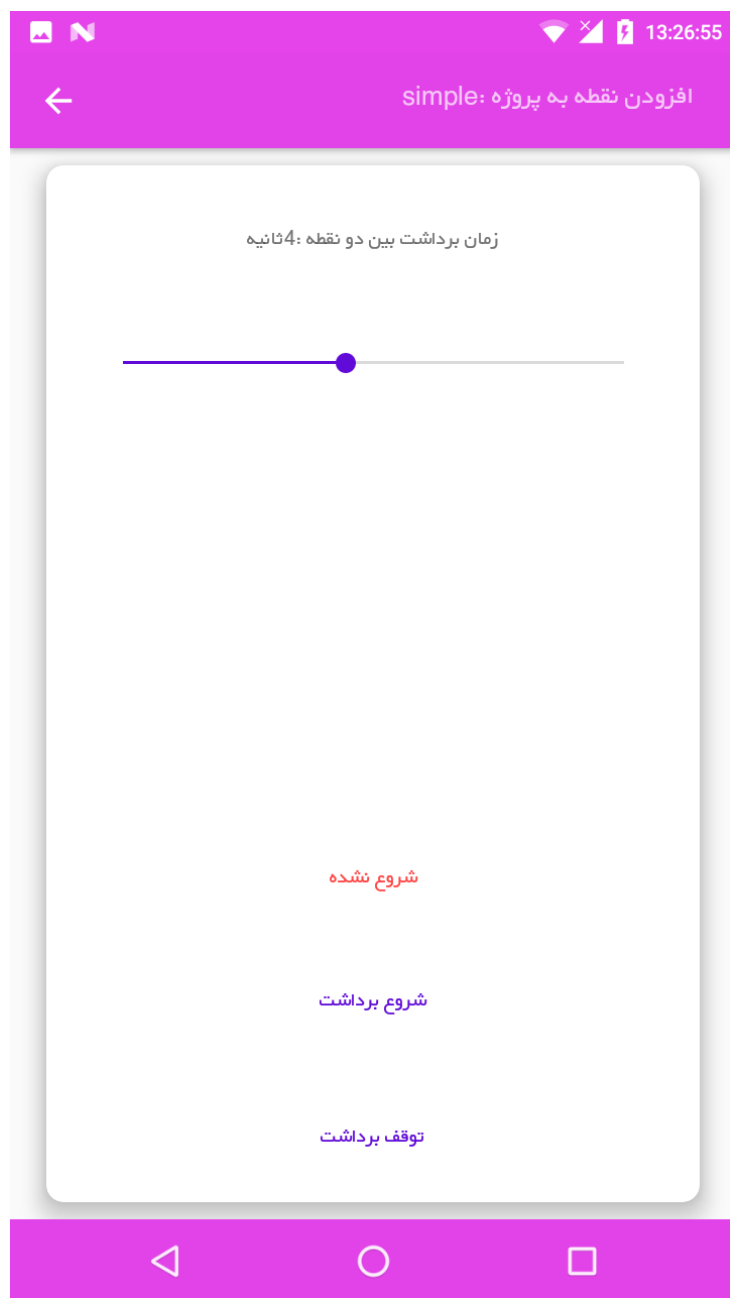 13:26:55
افزودن نقطه به پروژه :simple
زمان برداشت بین دو نقطه :4ثانیه
شروع نشده
شروع برداشت
توقف برداشت